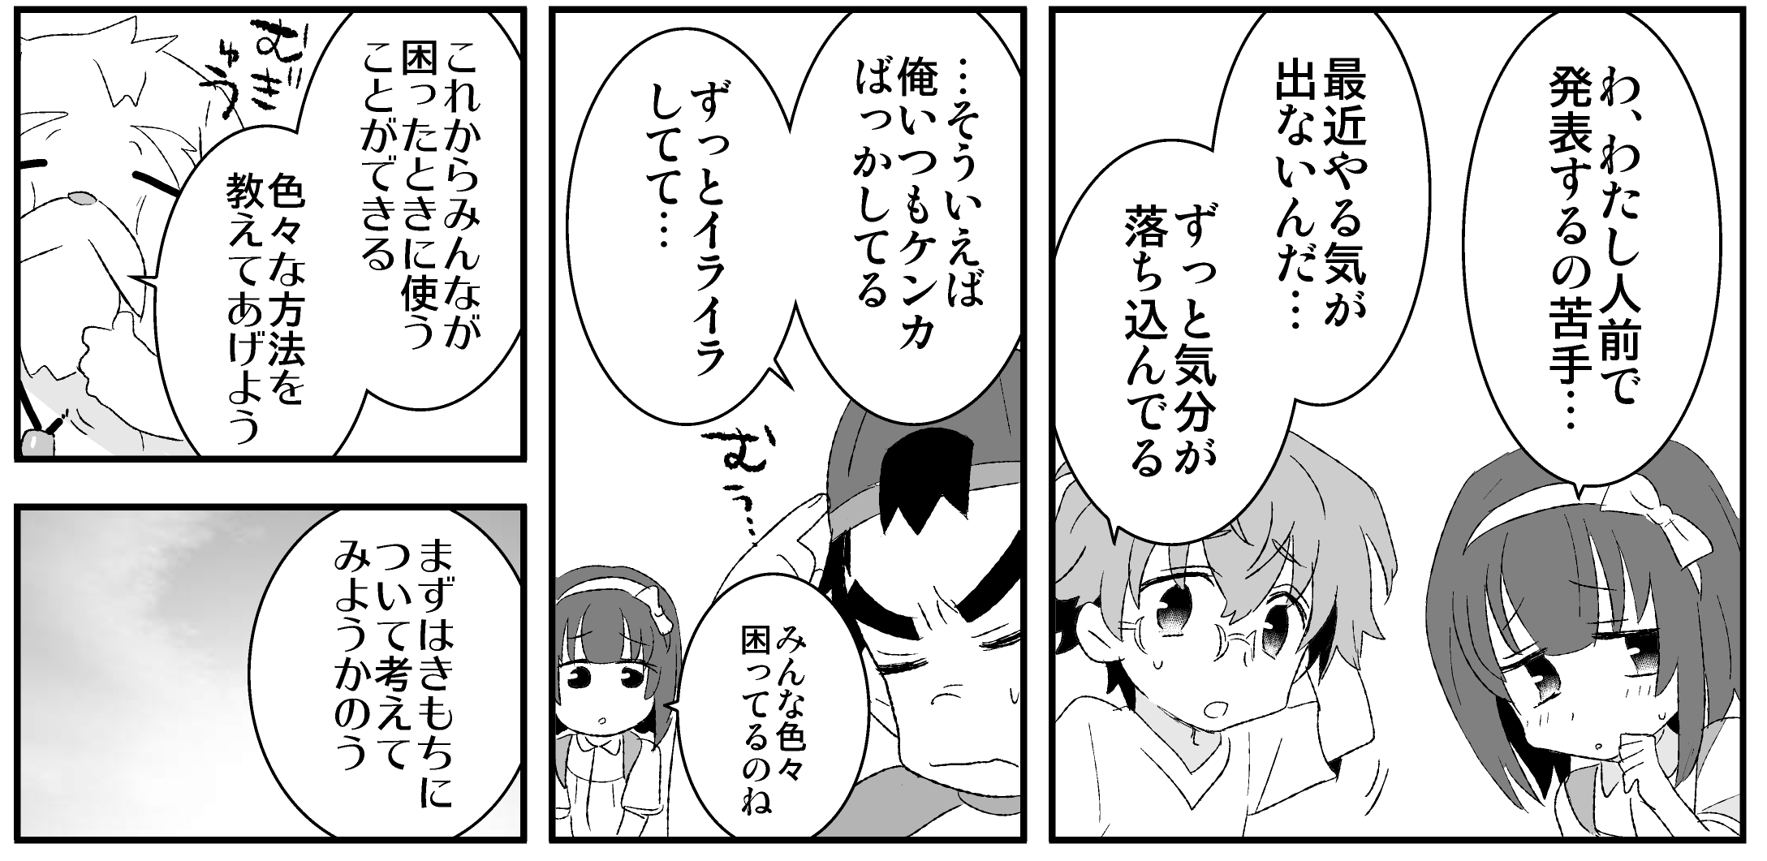 わ、わたし人前で
発表するの苦手…
最近やる気が
出ないんだ…
ずっと気分が
落ち込んでる
…そういえば
俺いつもケンカ
ばっかしてる
ずっとイライラ
してて…
むぅ…
みんな色々
困ってるのね
これからみんなが
困ったときに使う
ことができる
色々な方法を
教えてあげよう
むぎ
ゅう
まずはきもちに
ついて考えて
みようかのう